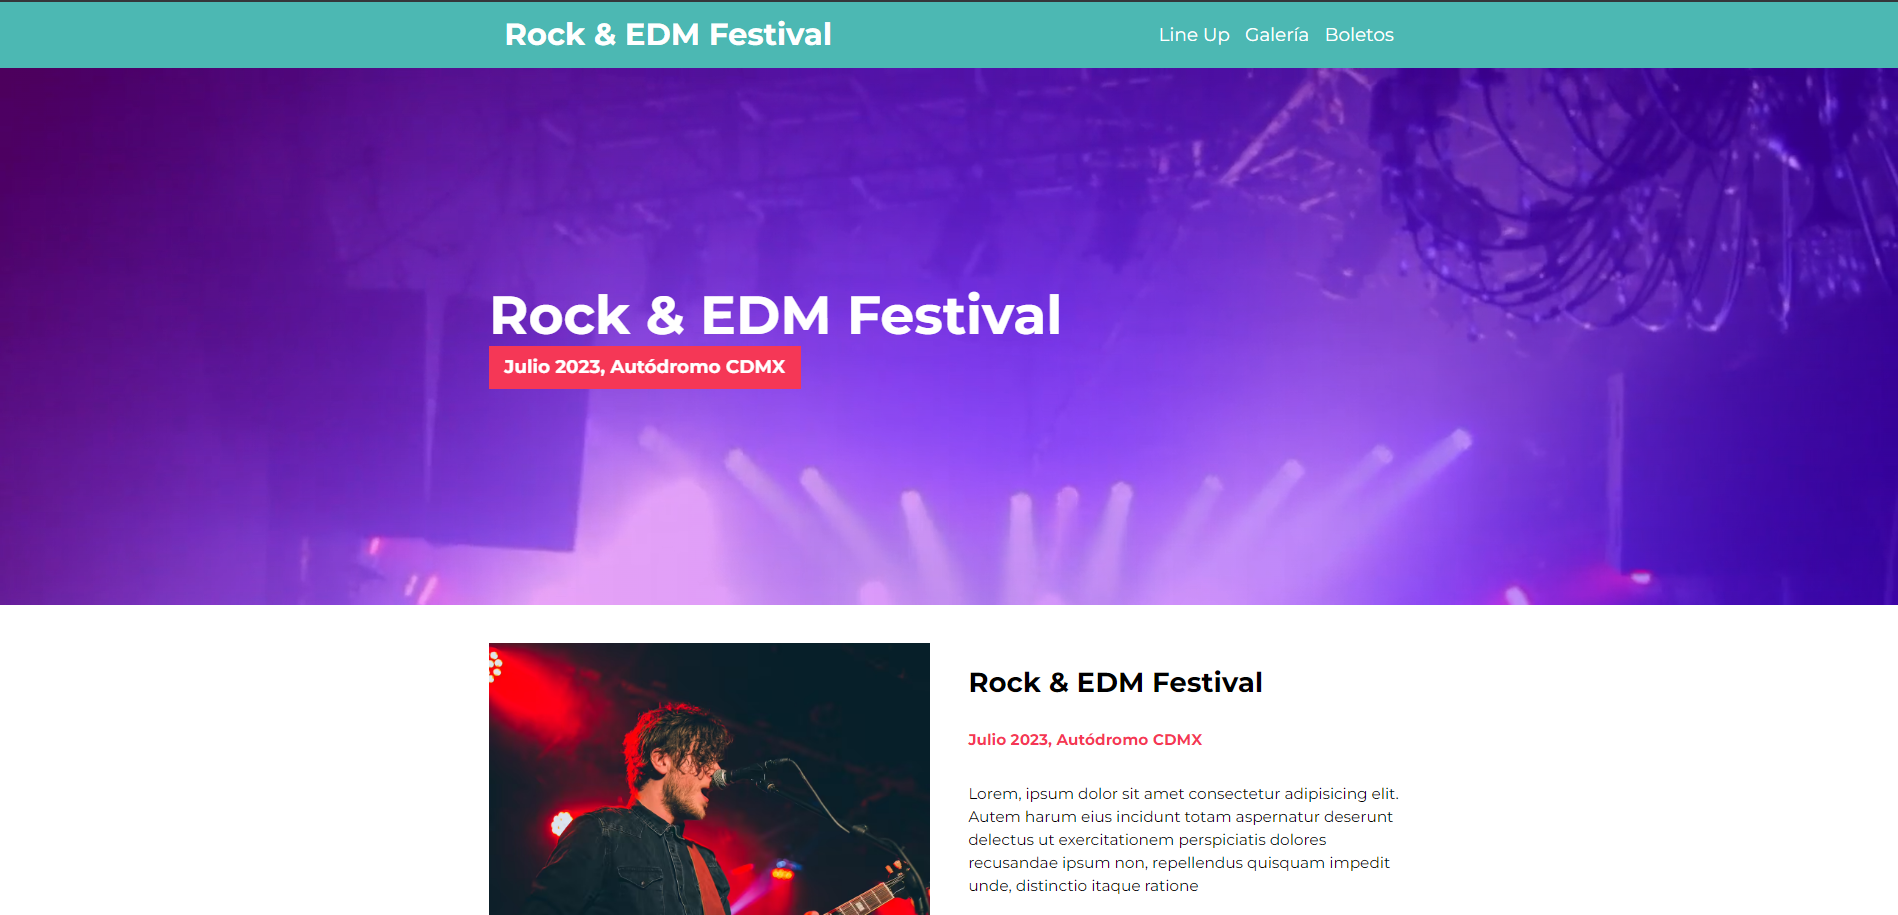 Rock & EDM Festival
Line Up Galería Boletos
Rock & EDM Festival
Julio 2023, Autódromo CDMX
Rock & EDM Festival
Julio 2023, Autódromo CDMX
Lorem, ipsum dolor sit amet consectetur adipisicing elit.
Autem harum eius incidunt totam aspernatur deserunt
delectus ut exercitationem perspiciatis dolores
recusandae ipsum non, repellendus quisquam impedit
unde, distinctio itaque ratione